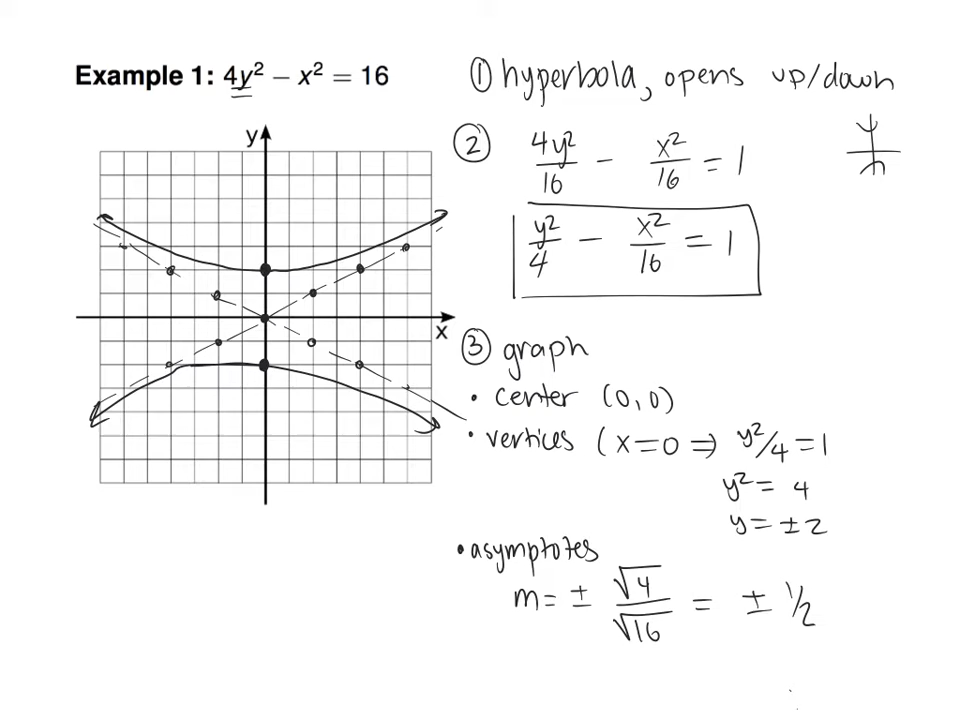 Example 1: 4y² − x² = 16
① hyperbola, opens up/down
② 4y²/16 − x²/16 = 1
y²/4 − x²/16 = 1
y
x
③ graph
• center (0,0)
• vertices (x=0 ⇒ y²/4 = 1
y² = 4
y = ±2
• asymptotes
m = ± √4/√16 = ± 1/2